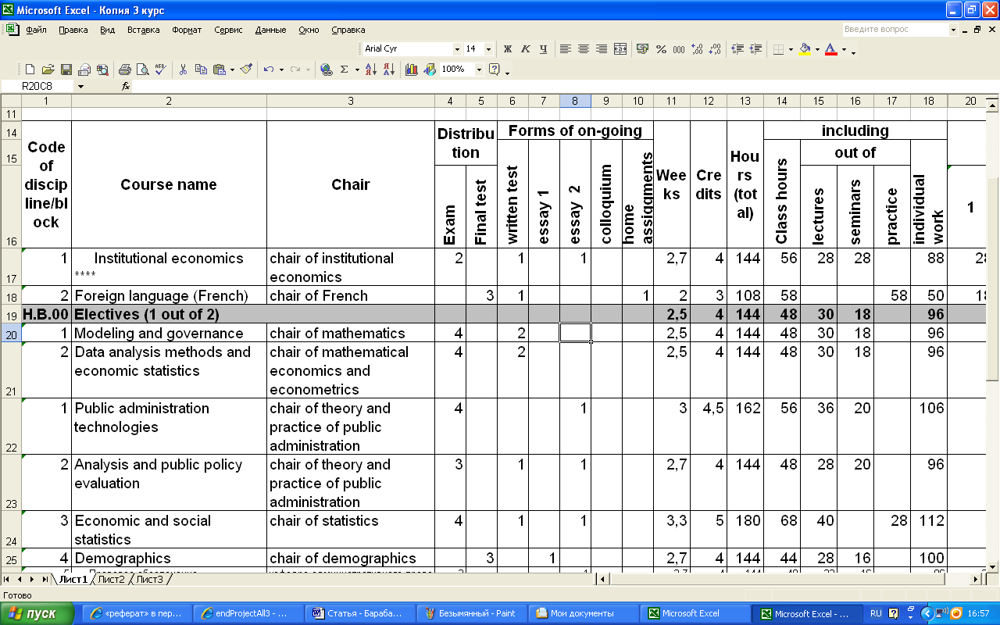 Microsoft Excel - Копия 3 курс
Файл Правка Вид Вставка Формат Сервис Данные Окно Справка Введите вопрос
Arial Cyr 14 Ж К Ч % 000
Σ 100%
R20C8 fx
1 2 3 4 5 6 7 8 9 10 11 12 13 14 15 16 17 18 20
11
14
15
16
Code
of
discip
line/bl
ock
Course name
Chair
Distribu
tion
Exam
Final test
Forms of on-going
written test
essay 1
essay 2
colloquium
home
assiggments
Wee
ks
Cre
dits
Hou
rs
(tot
al)
including
Class hours
out of
lectures
seminars
practice
individual
work
1
17 1 Institutional economics chair of institutional 2 1 1 2,7 4 144 56 28 28 88 28
**** economics
18 2 Foreign language (French) chair of French 3 1 1 2 3 108 58 58 50 18
19 H.B.00 Electives (1 out of 2) 2,5 4 144 48 30 18 96
20 1 Modeling and governance chair of mathematics 4 2 2,5 4 144 48 30 18 96
21 2 Data analysis methods and chair of mathematical 4 2 2,5 4 144 48 30 18 96
economic statistics economics and
econometrics
22 1 Public administration chair of theory and 4 1 3 4,5 162 56 36 20 106
technologies practice of public
administration
23 2 Analysis and public policy chair of theory and 3 1 1 2,7 4 144 48 28 20 96
evaluation practice of public
administration
24 3 Economic and social chair of statistics 4 1 1 3,3 5 180 68 40 28 112
statistics
25 4 Demographics chair of demographics 3 1 2,7 4 144 44 28 16 100
Лист1 Лист2 Лист3
Готово
пуск «реферат» в пер... endProjectAll3 - ... Статья - Бараба... Безымянный - Paint Мои документы Microsoft Excel Microsoft Excel - ... RU 16:57